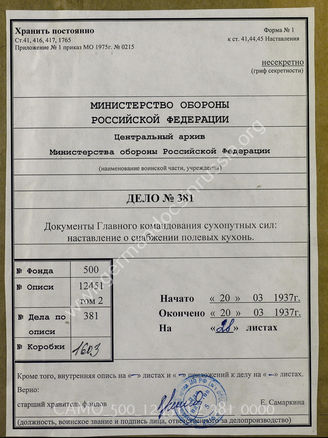 Хранить постоянно
Форма № 1
Ст.41, 416, 417, 1765
к ст. 41,44,45 Наставления
Приложение № 1 приказ МО 1975г. № 0215
несекретно
(гриф секретности)
МИНИСТЕРСТВО ОБОРОНЫ
РОССИЙСКОЙ ФЕДЕРАЦИИ
Центральный архив
Министерства обороны Российской Федерации
(наименование воинской части, учреждения)
ДЕЛО № 381
Документы Главного командования сухопутных сил:
наставление о снабжении полевых кухонь.
№ Фонда 500
№ Описи 12451
том 2
№ Дела по описи 381
№ Коробки 1603
Начато « 20 » 03 1937г.
Окончено « 20 » 03 1937г.
На « 28 » листах
Кроме того, внутренняя опись на «–» листах и приложений к делу на «–» листах.
Верно:
старший хранитель фондов
Е. Самаркина
(должность, воинское звание и подпись лица, ответственного за делопроизводство)